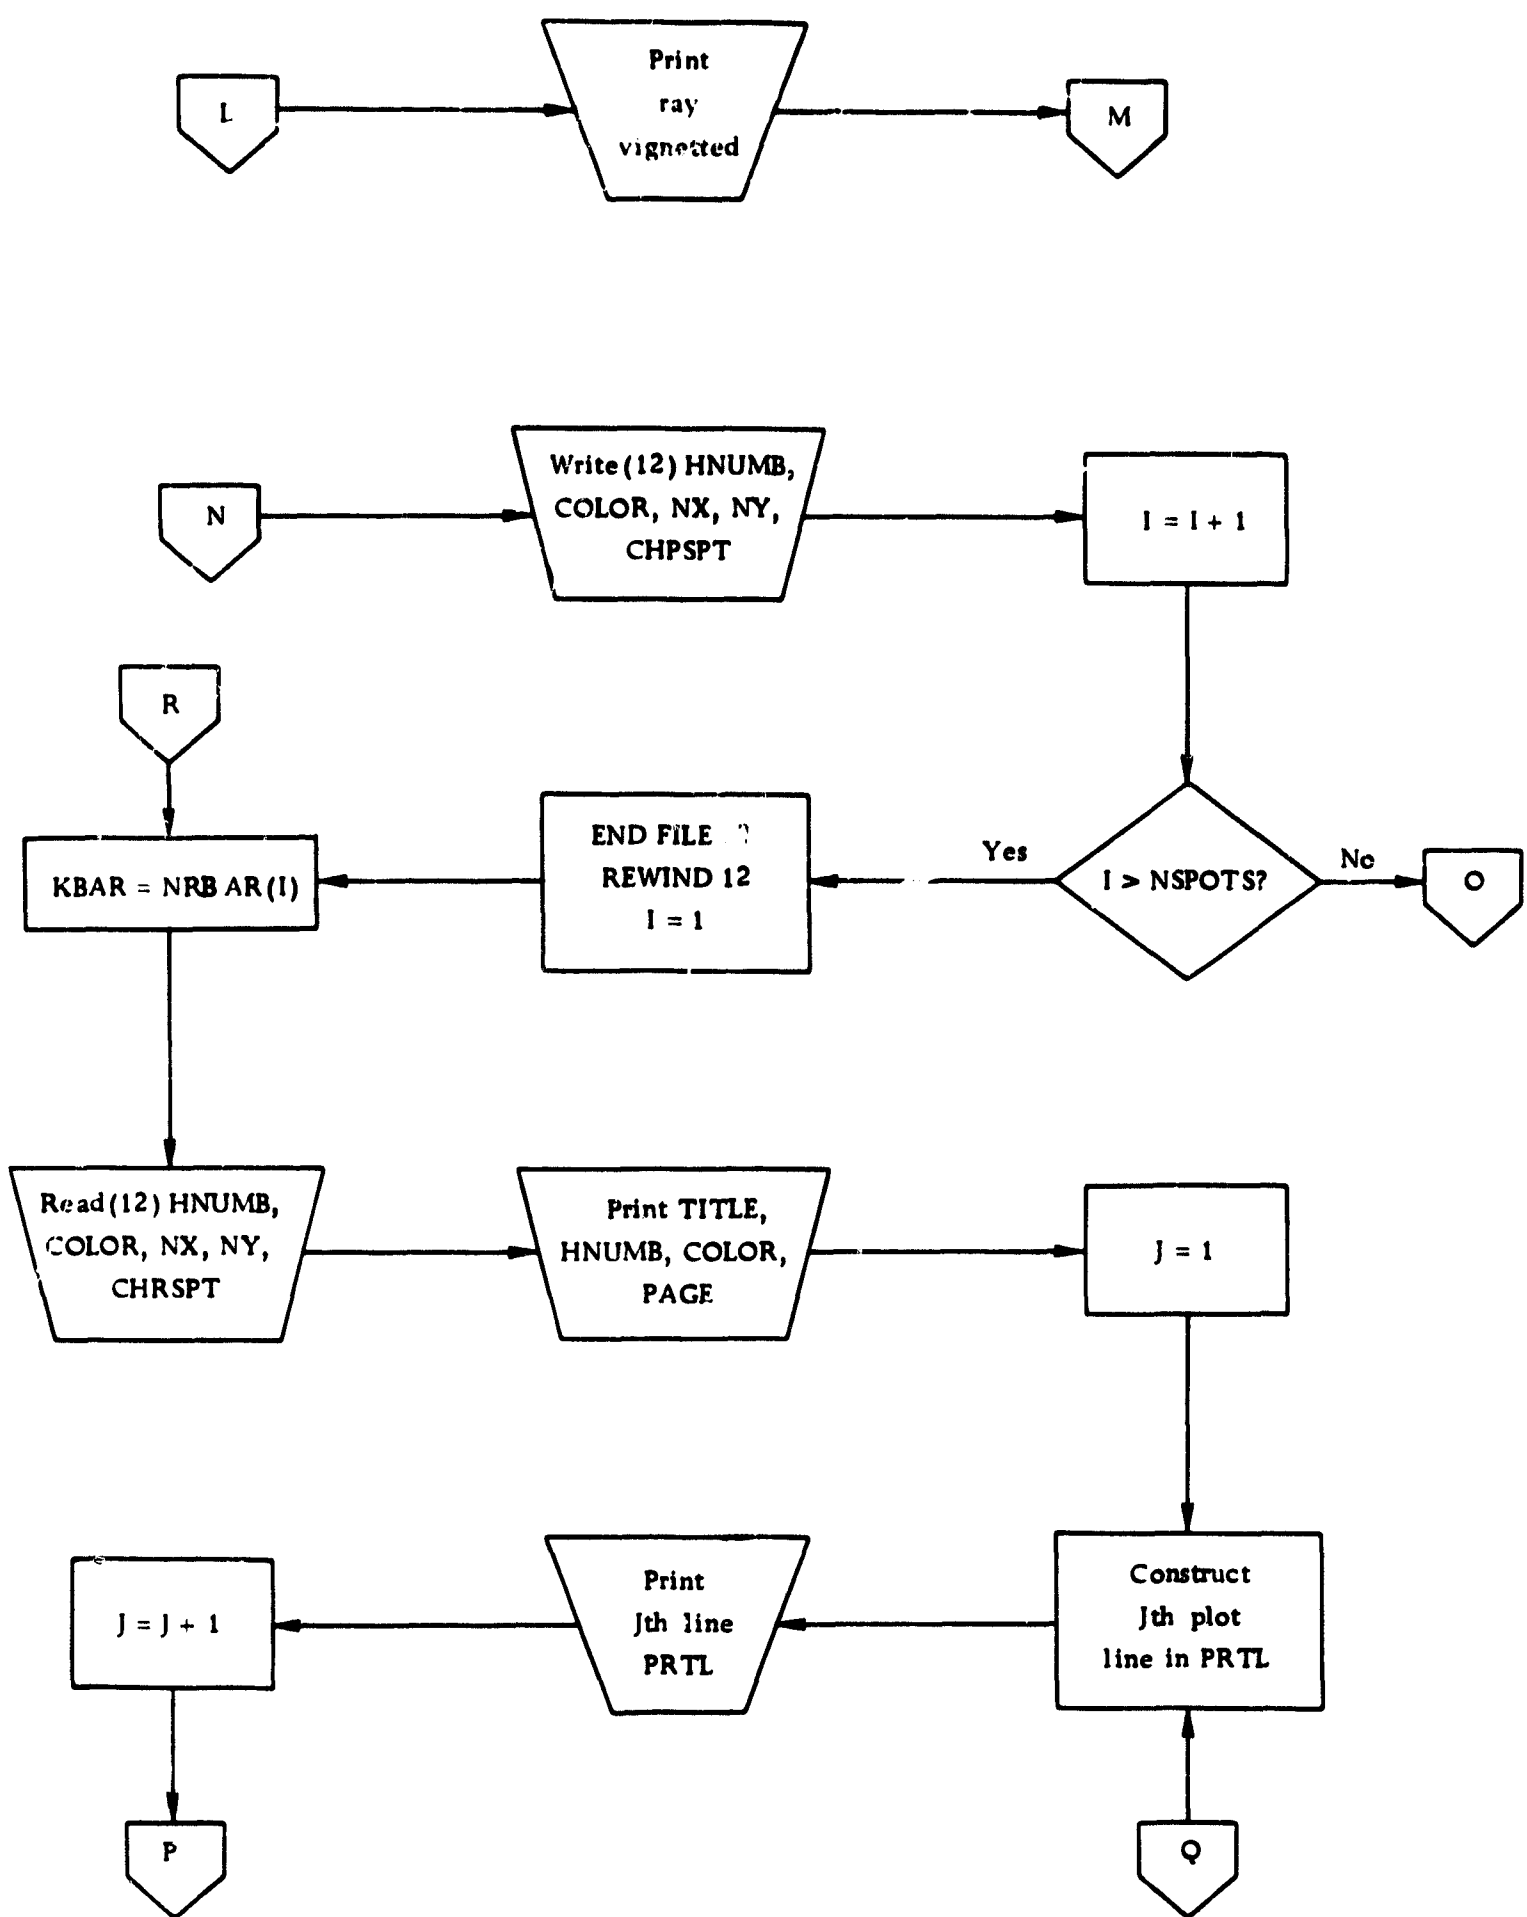 L
Print
ray
vignetted
M
N
Write(12) HNUMB,
COLOR, NX, NY,
CHPSPT
I = I + 1
R
KBAR = NRBAR(I)
END FILE
REWIND 12
I = 1
Yes
I > NSPOTS?
No
O
Read(12) HNUMB,
COLOR, NX, NY,
CHRSPT
Print TITLE,
HNUMB, COLOR,
PAGE
J = 1
Construct
Jth plot
line in PRTL
Print
Jth line
PRTL
J = J + 1
P
Q